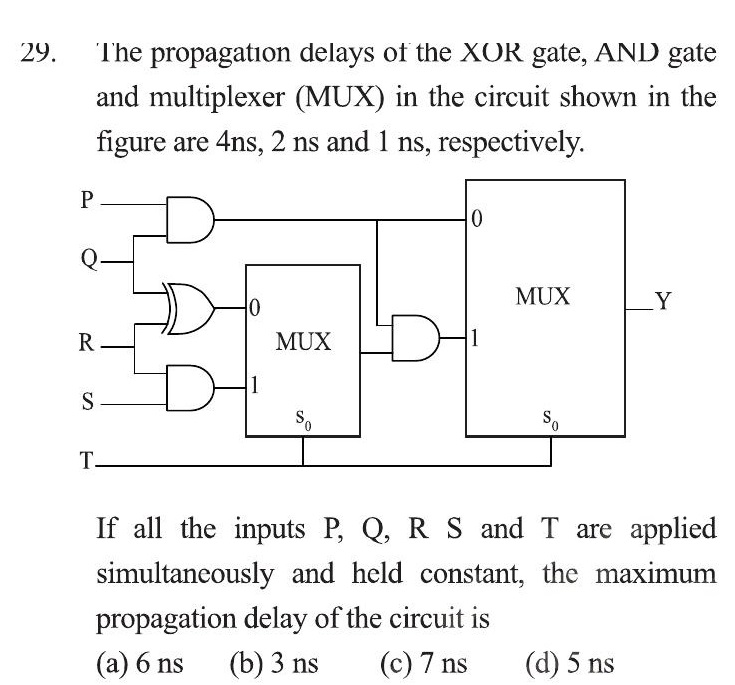 29. The propagation delays of the XOR gate, AND gate
and multiplexer (MUX) in the circuit shown in the
figure are 4ns, 2 ns and 1 ns, respectively.
P
0
Q
MUX
Y
0
R
MUX
1
1
S
S0
S0
T
If all the inputs P, Q, R S and T are applied
simultaneously and held constant, the maximum
propagation delay of the circuit is
(a) 6 ns (b) 3 ns (c) 7 ns (d) 5 ns